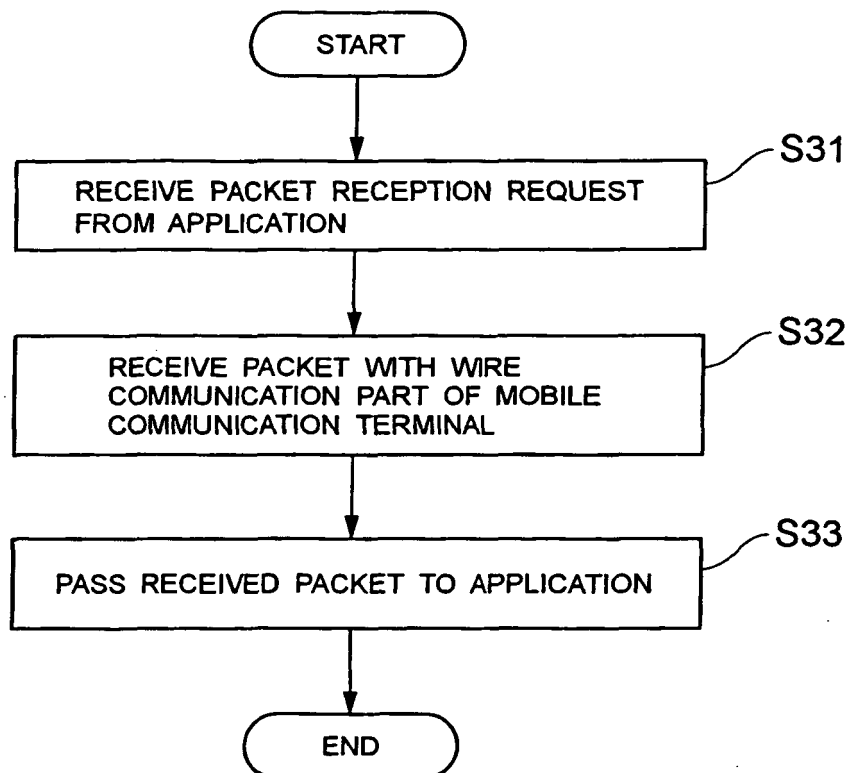 START
S31
RECEIVE PACKET RECEPTION REQUEST
FROM APPLICATION
S32
RECEIVE PACKET WITH WIRE
COMMUNICATION PART OF MOBILE
COMMUNICATION TERMINAL
S33
PASS RECEIVED PACKET TO APPLICATION
END